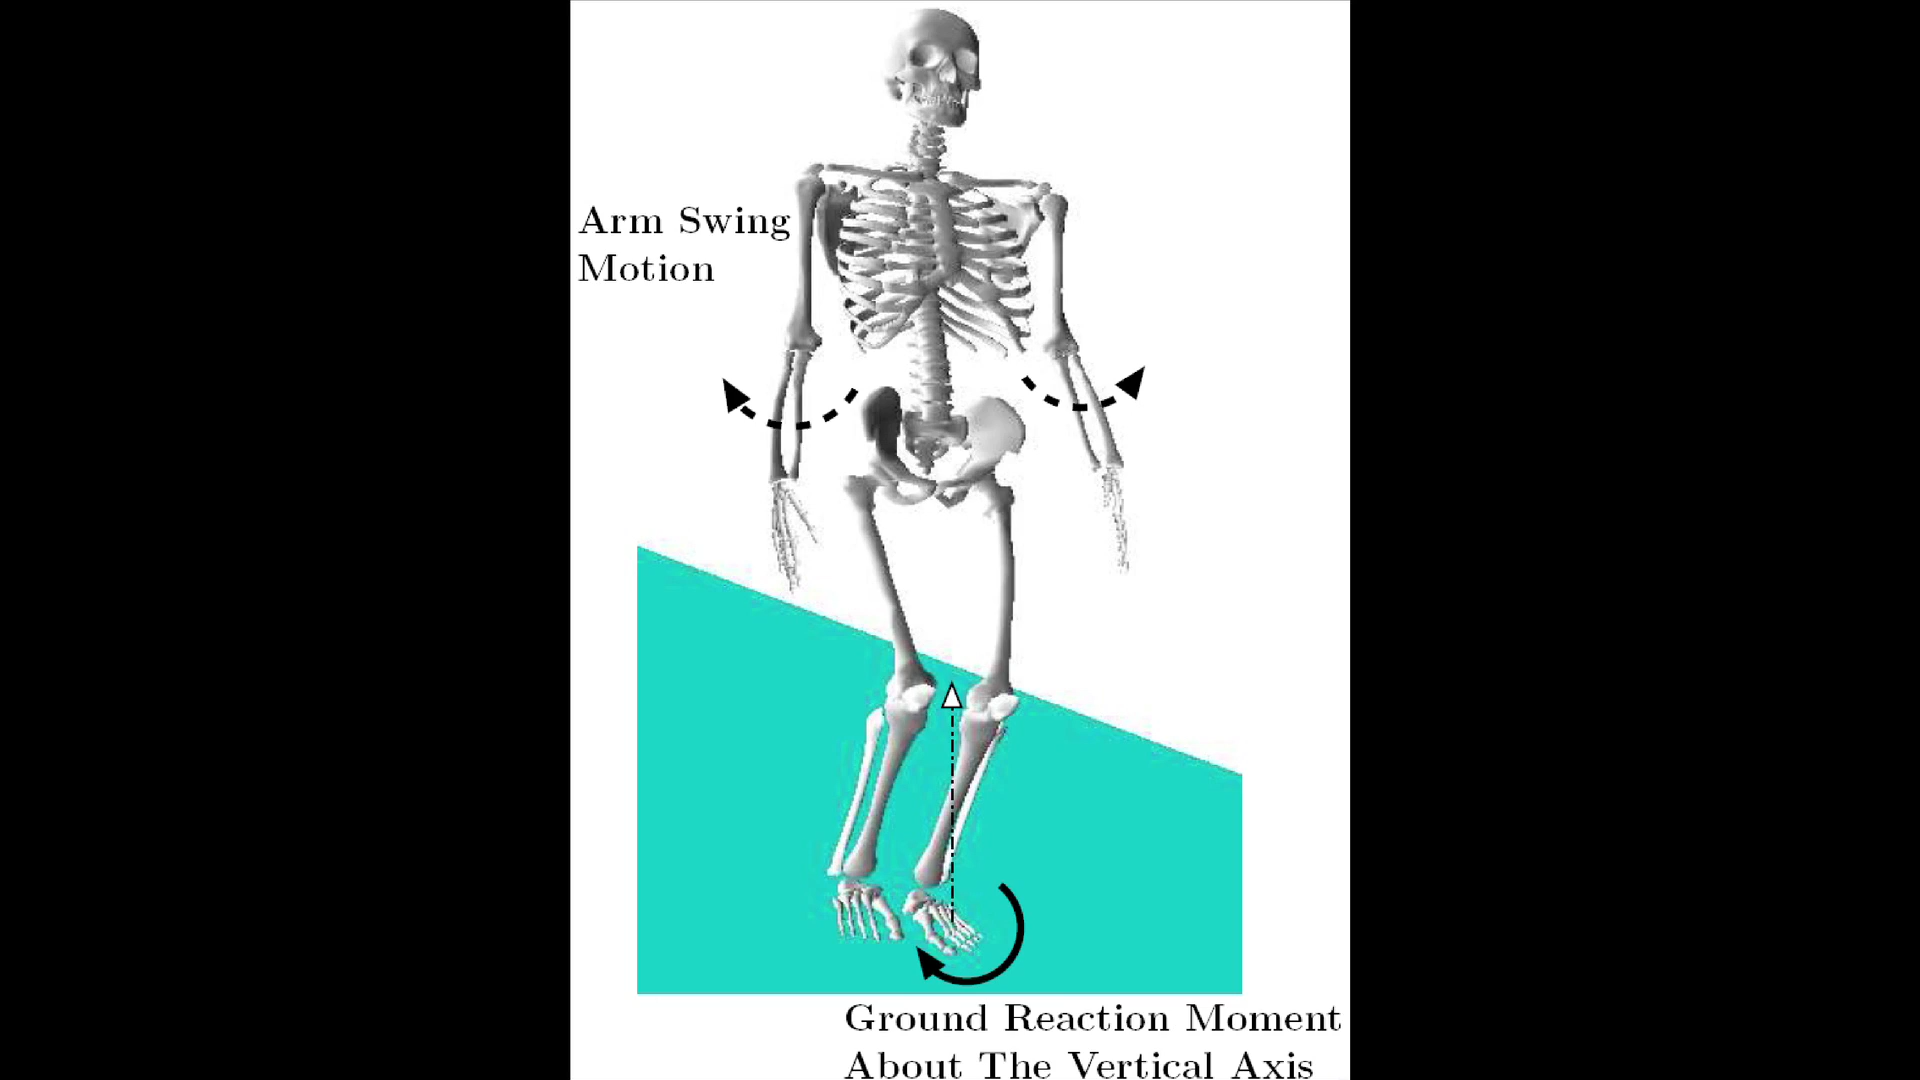 Arm Swing
Motion
Ground Reaction Moment
About The Vertical Axis